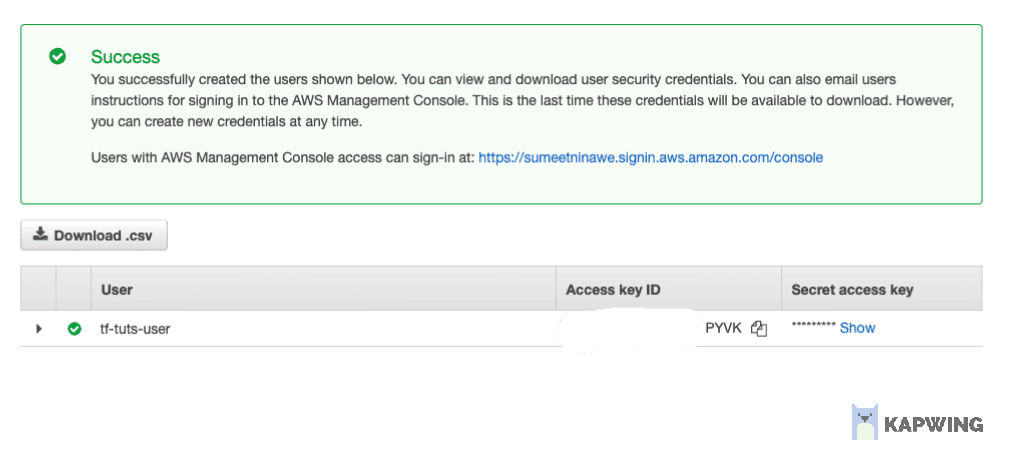 Success
You successfully created the users shown below. You can view and download user security credentials. You can also email users
instructions for signing in to the AWS Management Console. This is the last time these credentials will be available to download. However,
you can create new credentials at any time.
Users with AWS Management Console access can sign-in at: https://sumeetninawe.signin.aws.amazon.com/console
Download .csv
User Access key ID Secret access key
tf-tuts-user PYVK ********* Show
KAPWING